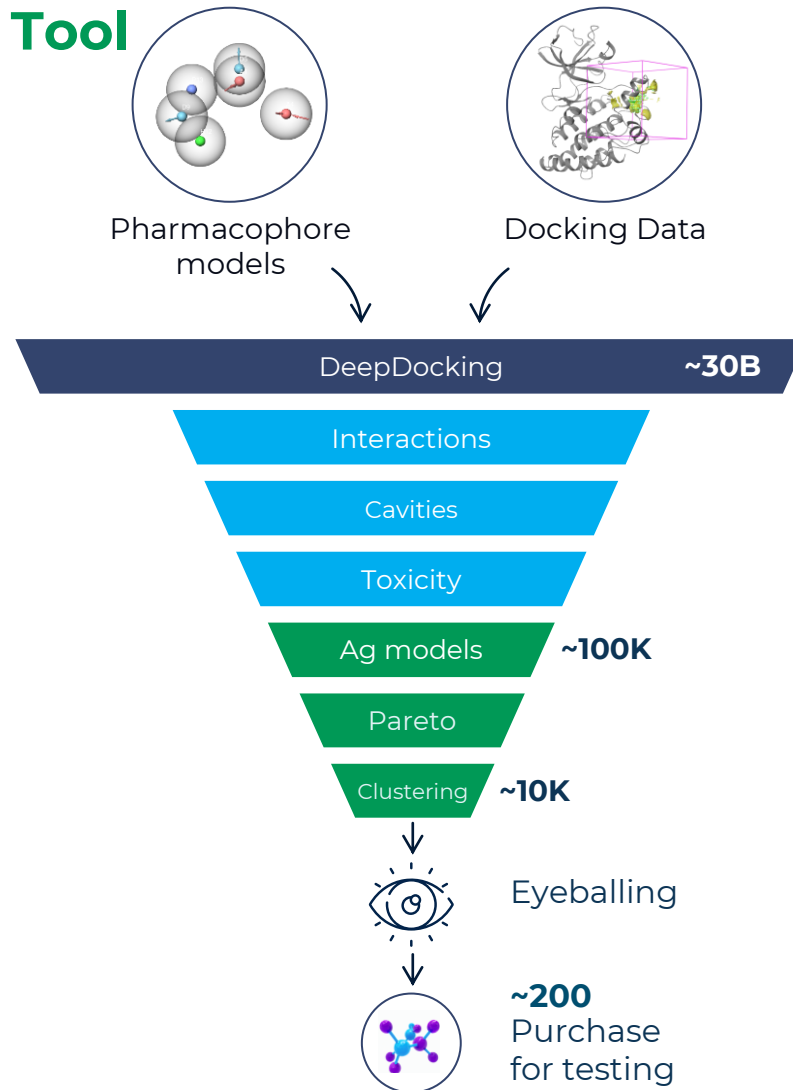 Tool
Pharmacophore
models
Docking Data
DeepDocking ~30B
Interactions
Cavities
Toxicity
Ag models ~100K
Pareto
Clustering ~10K
Eyeballing
~200
Purchase
for testing